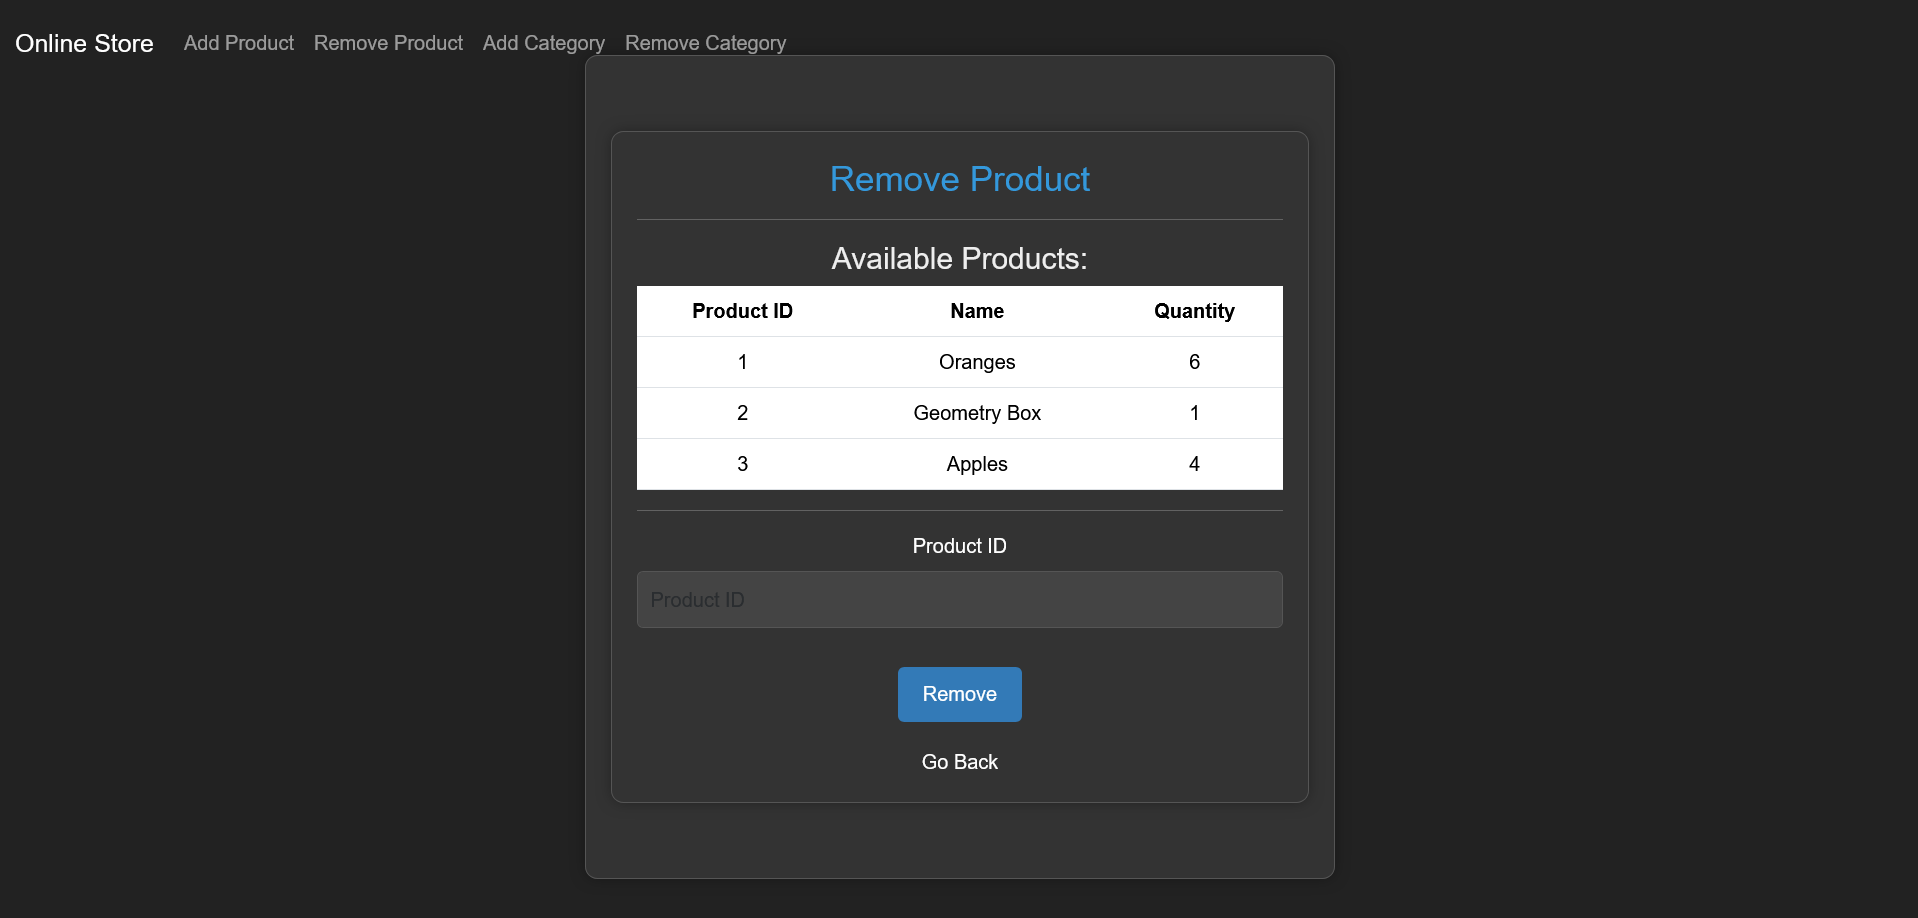 Online Store Add Product Remove Product Add Category Remove Category
Remove Product
Available Products:
Product ID Name Quantity
1 Oranges 6
2 Geometry Box 1
3 Apples 4
Product ID
Product ID
Remove
Go Back